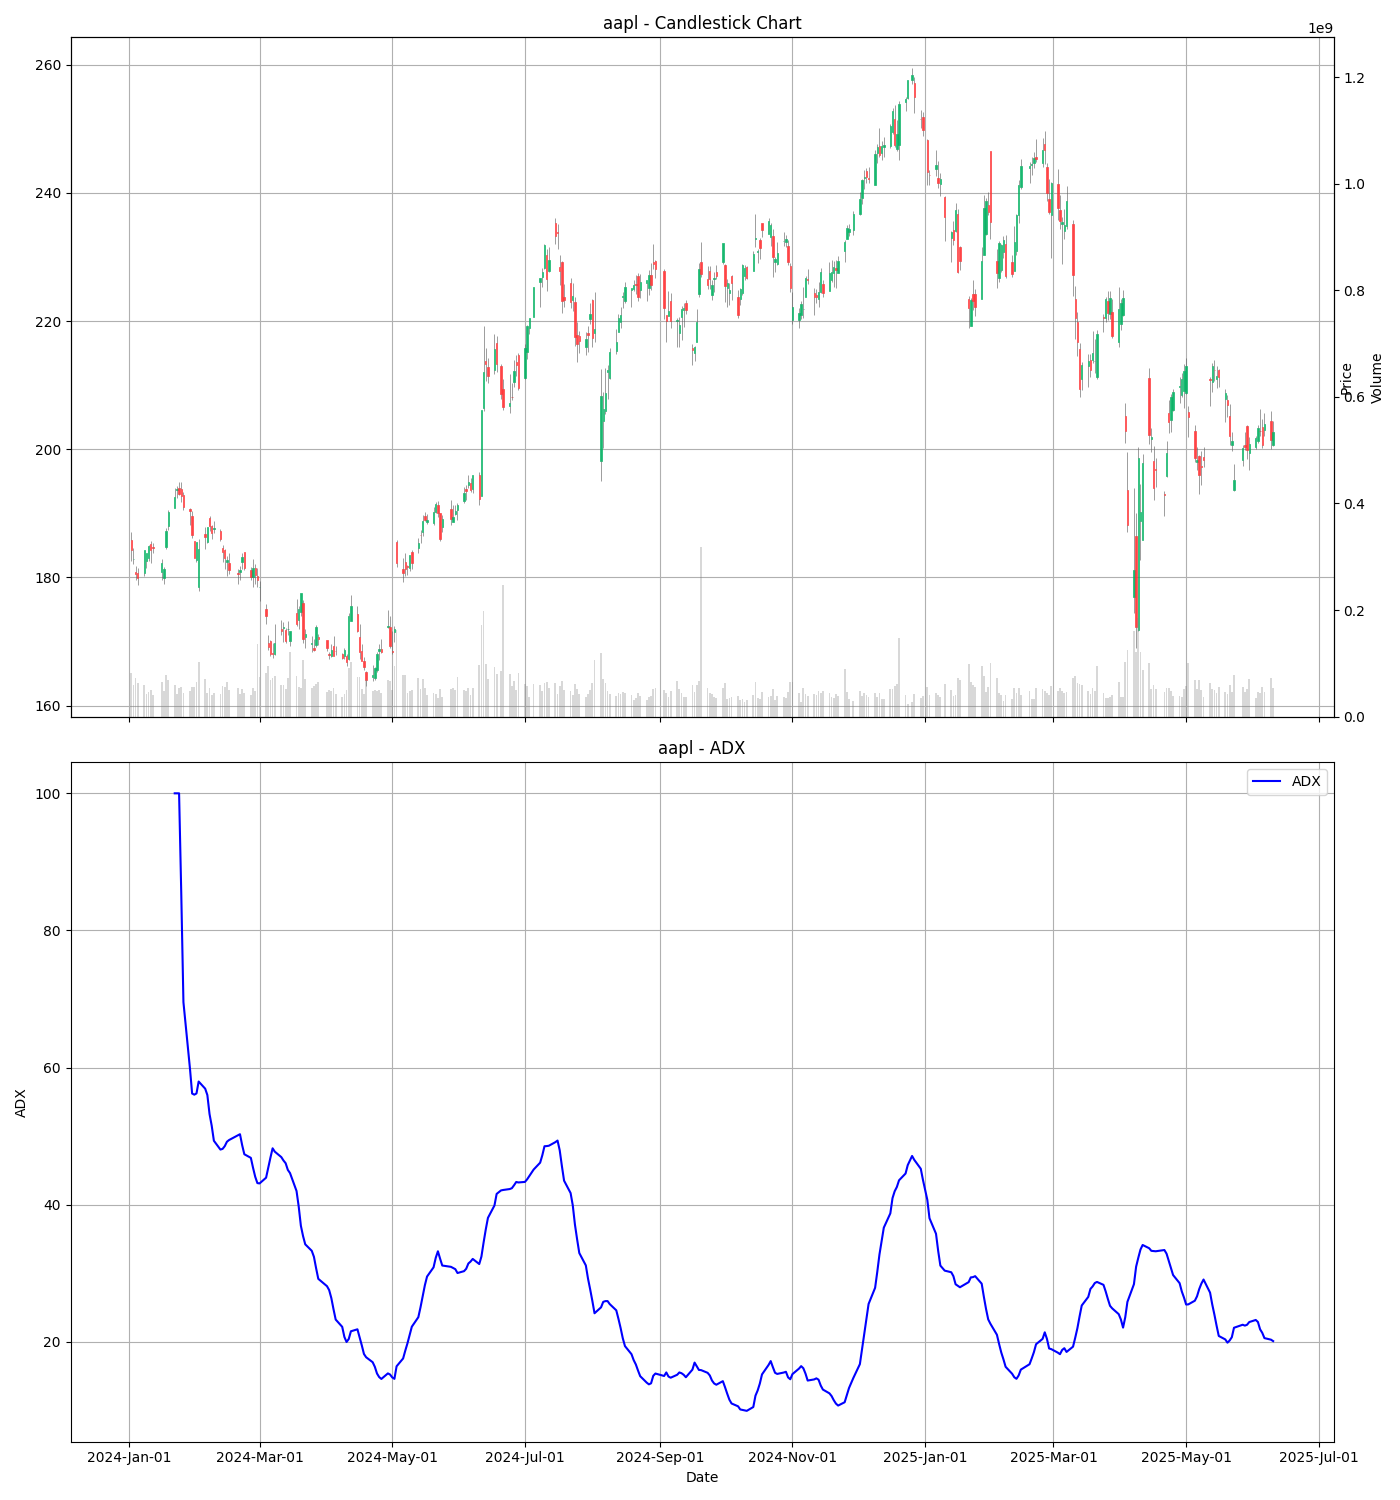 aapl - Candlestick Chart
1e9
260
240
220
200
180
160
1.2
1.0
0.8
0.6
0.4
0.2
0.0
Price
Volume
aapl - ADX
ADX
100
80
60
40
20
ADX
2024-Jan-01
2024-Mar-01
2024-May-01
2024-Jul-01
2024-Sep-01
2024-Nov-01
2025-Jan-01
2025-Mar-01
2025-May-01
2025-Jul-01
Date